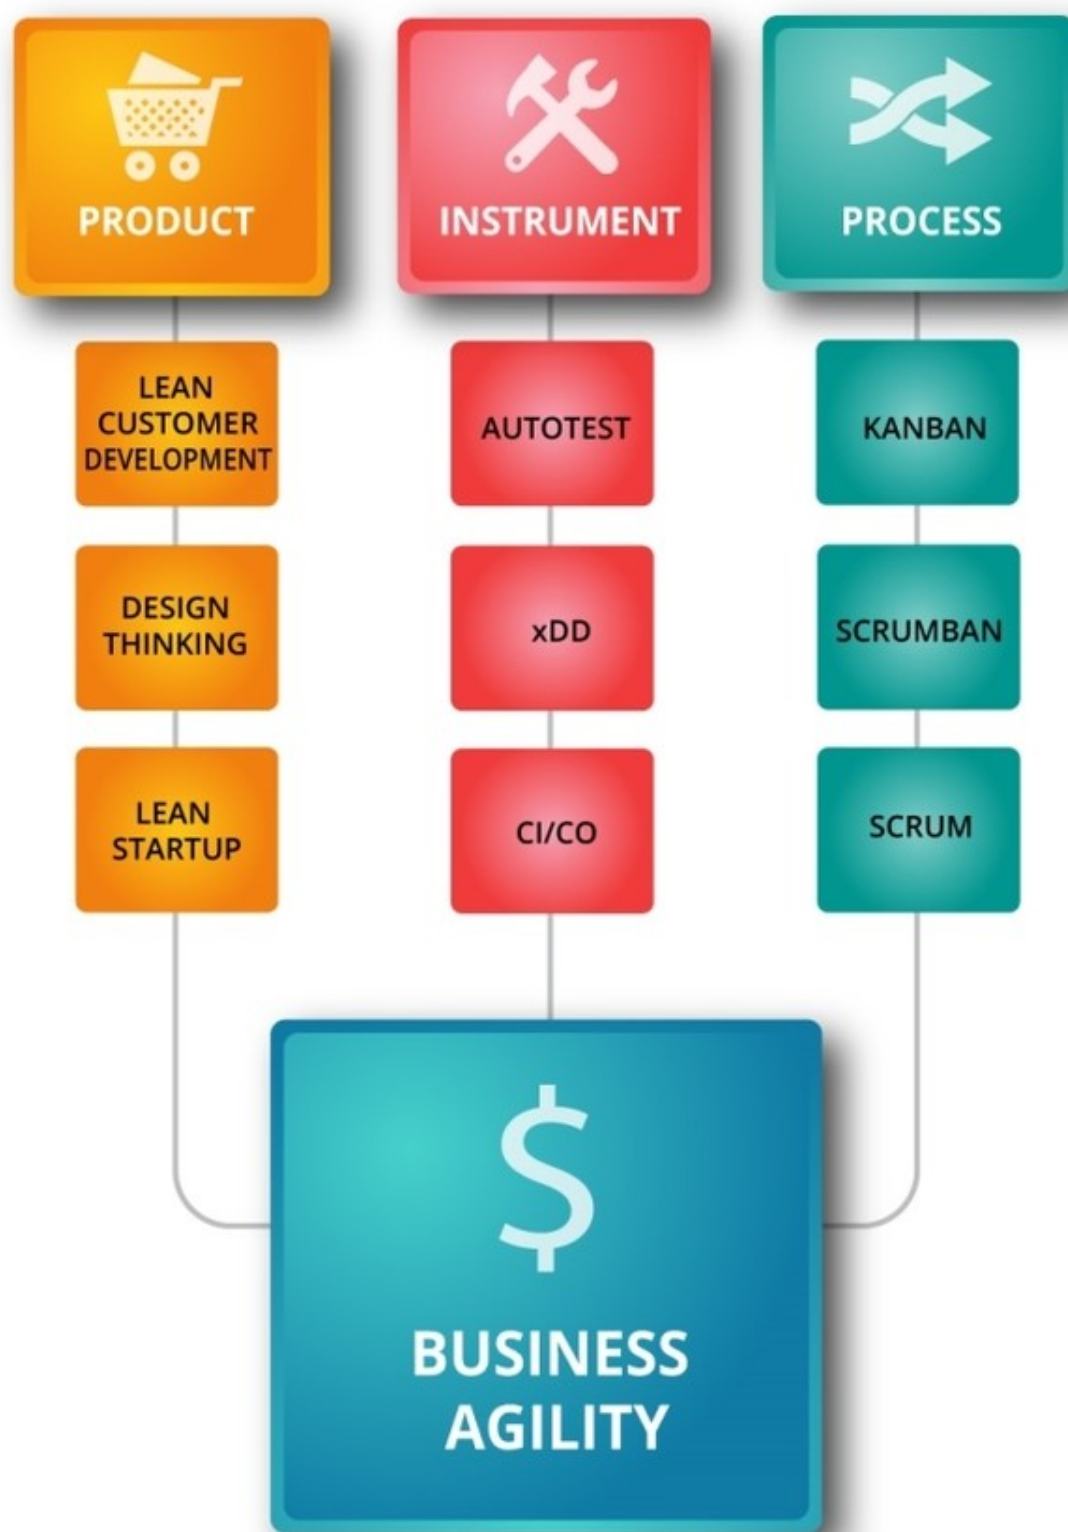 PRODUCT
LEAN
CUSTOMER
DEVELOPMENT
DESIGN
THINKING
LEAN
STARTUP
INSTRUMENT
AUTOTEST
xDD
CI/CO
PROCESS
KANBAN
SCRUMBAN
SCRUM
$
BUSINESS
AGILITY